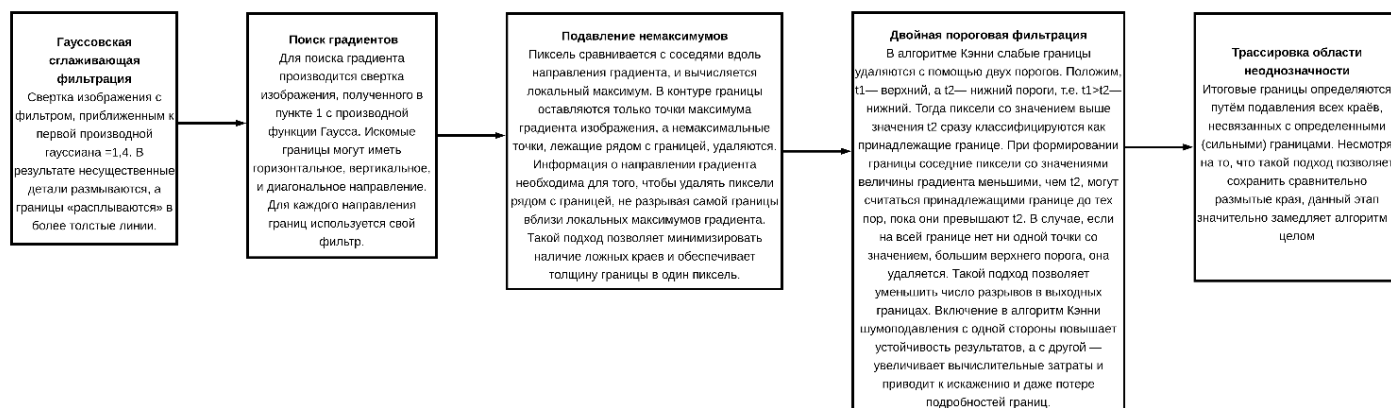 Гауссовская
сглаживающая
фильтрация
Свертка изображения с
фильтром, приближенным к
первой производной
гауссиана =1,4. В
результате несущественные
детали размываются, а
границы «расплываются» в
более толстые линии.
Поиск градиентов
Для поиска градиента
производится свертка
изображения, полученного в
пункте 1 с производной
функции Гаусса. Искомые
границы могут иметь
горизонтальное, вертикальное,
и диагональное направление.
Для каждого направления
границ используется свой
фильтр.
Подавление немаксимумов
Пиксель сравнивается с соседями вдоль
направления градиента, и вычисляется
локальный максимум. В контуре границы
оставляются только точки максимума
градиента изображения, а немаксимальные
точки, лежащие рядом с границей, удаляются.
Информация о направлении градиента
необходима для того, чтобы удалять пиксели
рядом с границей, не разрывая самой границы
вблизи локальных максимумов градиента.
Такой подход позволяет минимизировать
наличие ложных краев и обеспечивает
толщину границы в один пиксель.
Двойная пороговая фильтрация
В алгоритме Кэнни слабые границы
удаляются с помощью двух порогов. Положим,
t1— верхний, а t2— нижний пороги, т.е. t1>t2—
нижний. Тогда пиксели со значением выше
значения t2 сразу классифицируются как
принадлежащие границе. При формировании
границы соседние пиксели со значениями
величины градиента меньшими, чем t2, могут
считаться принадлежащими границе до тех
пор, пока они превышают t2. В случае, если
на всей границе нет ни одной точки со
значением, большим верхнего порога, она
удаляется. Такой подход позволяет
уменьшить число разрывов в выходных
границах. Включение в алгоритм Кэнни
шумоподавления с одной стороны повышает
устойчивость результатов, а с другой —
увеличивает вычислительные затраты и
приводит к искажению и даже потере
подробностей границ.
Трассировка области
неоднозначности
Итоговые границы определяются
путём подавления всех краёв,
несвязанных с определенными
(сильными) границами. Несмотря
на то, что такой подход позволяет
сохранить сравнительно
размытые края, данный этап
значительно замедляет алгоритм
целом